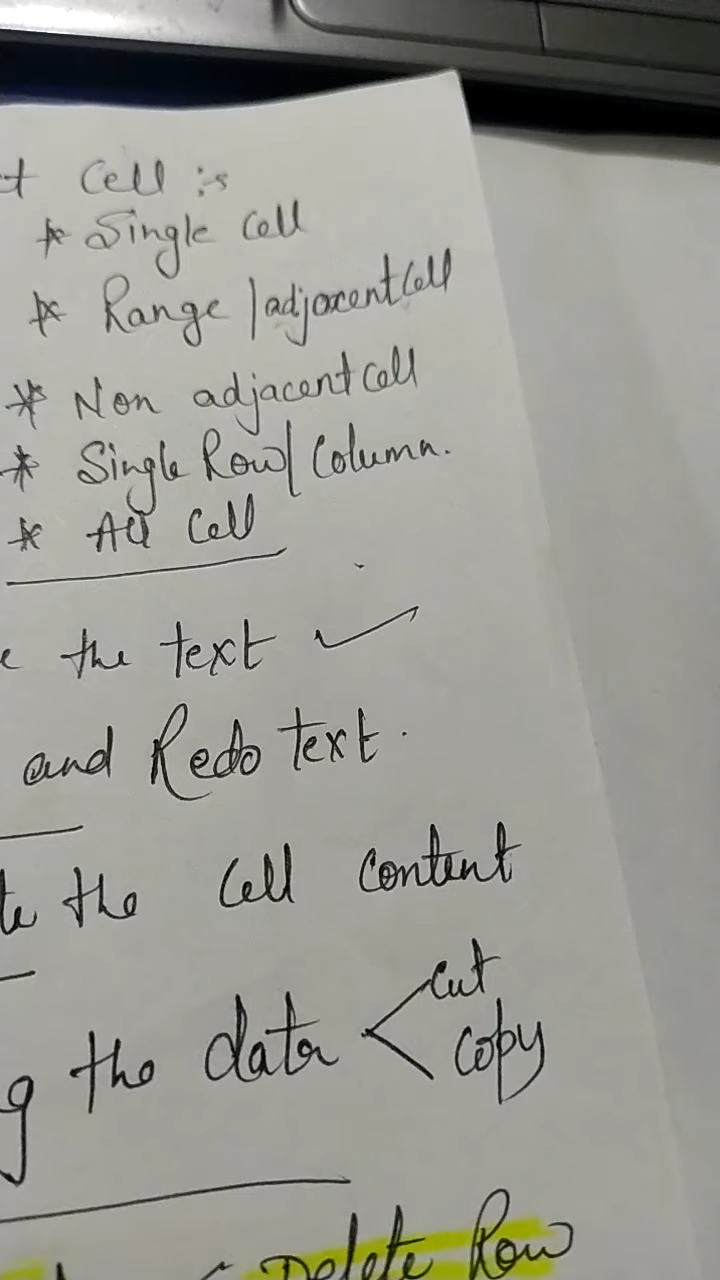 t Cell :-
* Single Cell
* Range / adjacent Cell
* Non adjacent cell
* Single Row / Column.
* All Cell
e the text ✓
and Redo text.
te the Cell Content
g the data < cut
copy
Delete Row